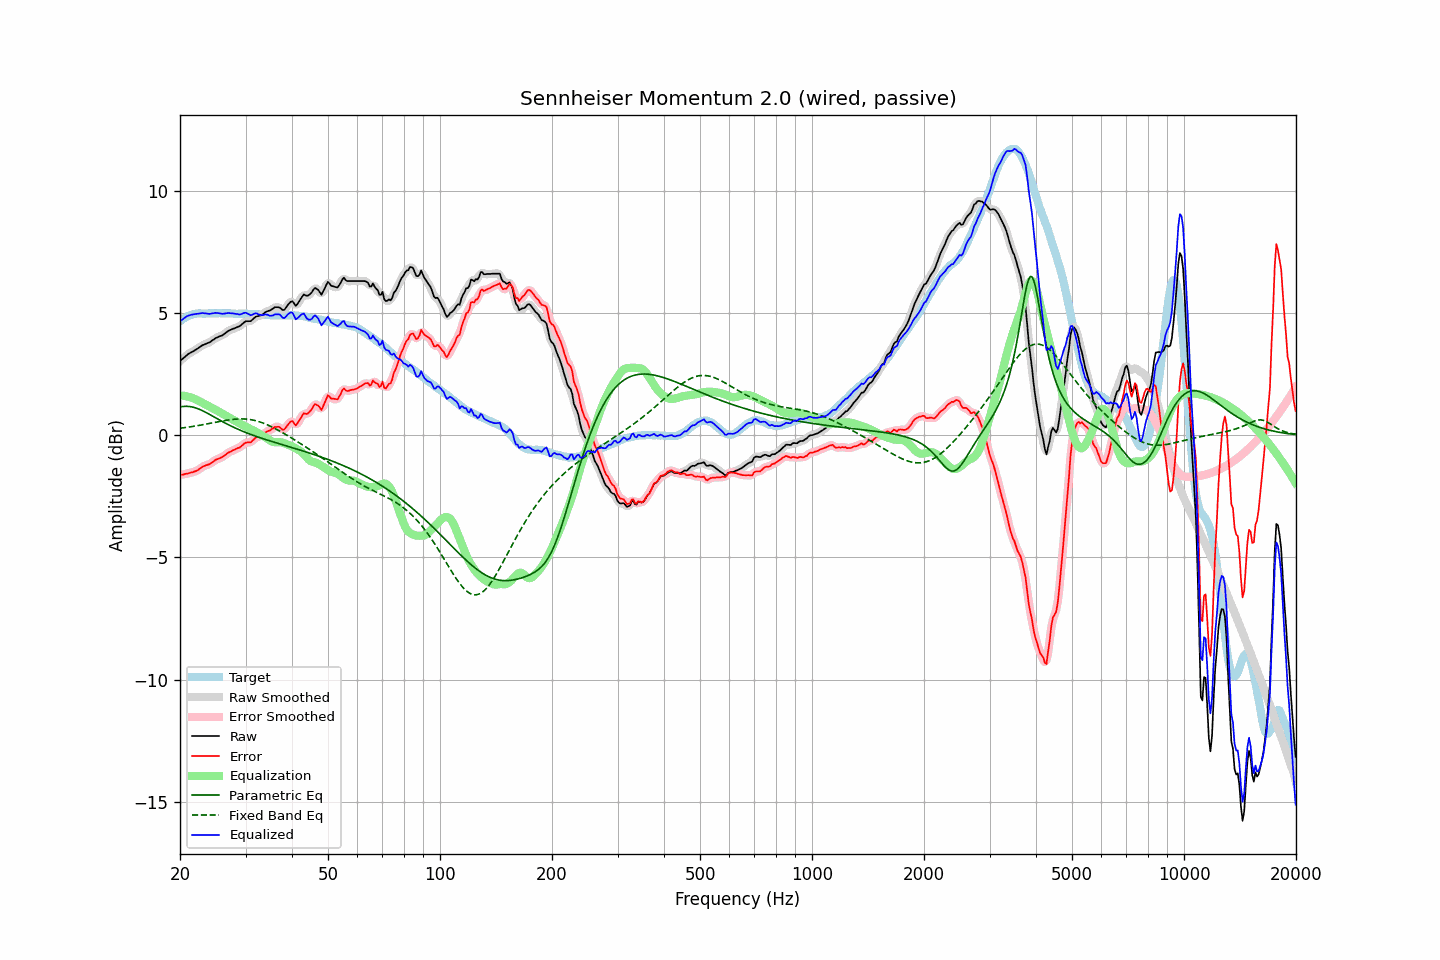 Sennheiser Momentum 2.0 (wired, passive)
Amplitude (dBr)
10
5
0
−5
−10
−15
Target
Raw Smoothed
Error Smoothed
Raw
Error
Equalization
Parametric Eq
Fixed Band Eq
Equalized
20 50 100 200 500 1000 2000 5000 10000 20000
Frequency (Hz)